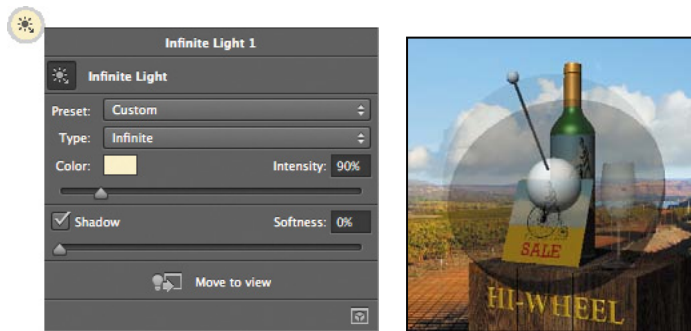 Infinite Light 1
Infinite Light
Preset: Custom
Type: Infinite
Color: Intensity: 90%
Shadow Softness: 0%
Move to view
SALE
HI-WHEEL